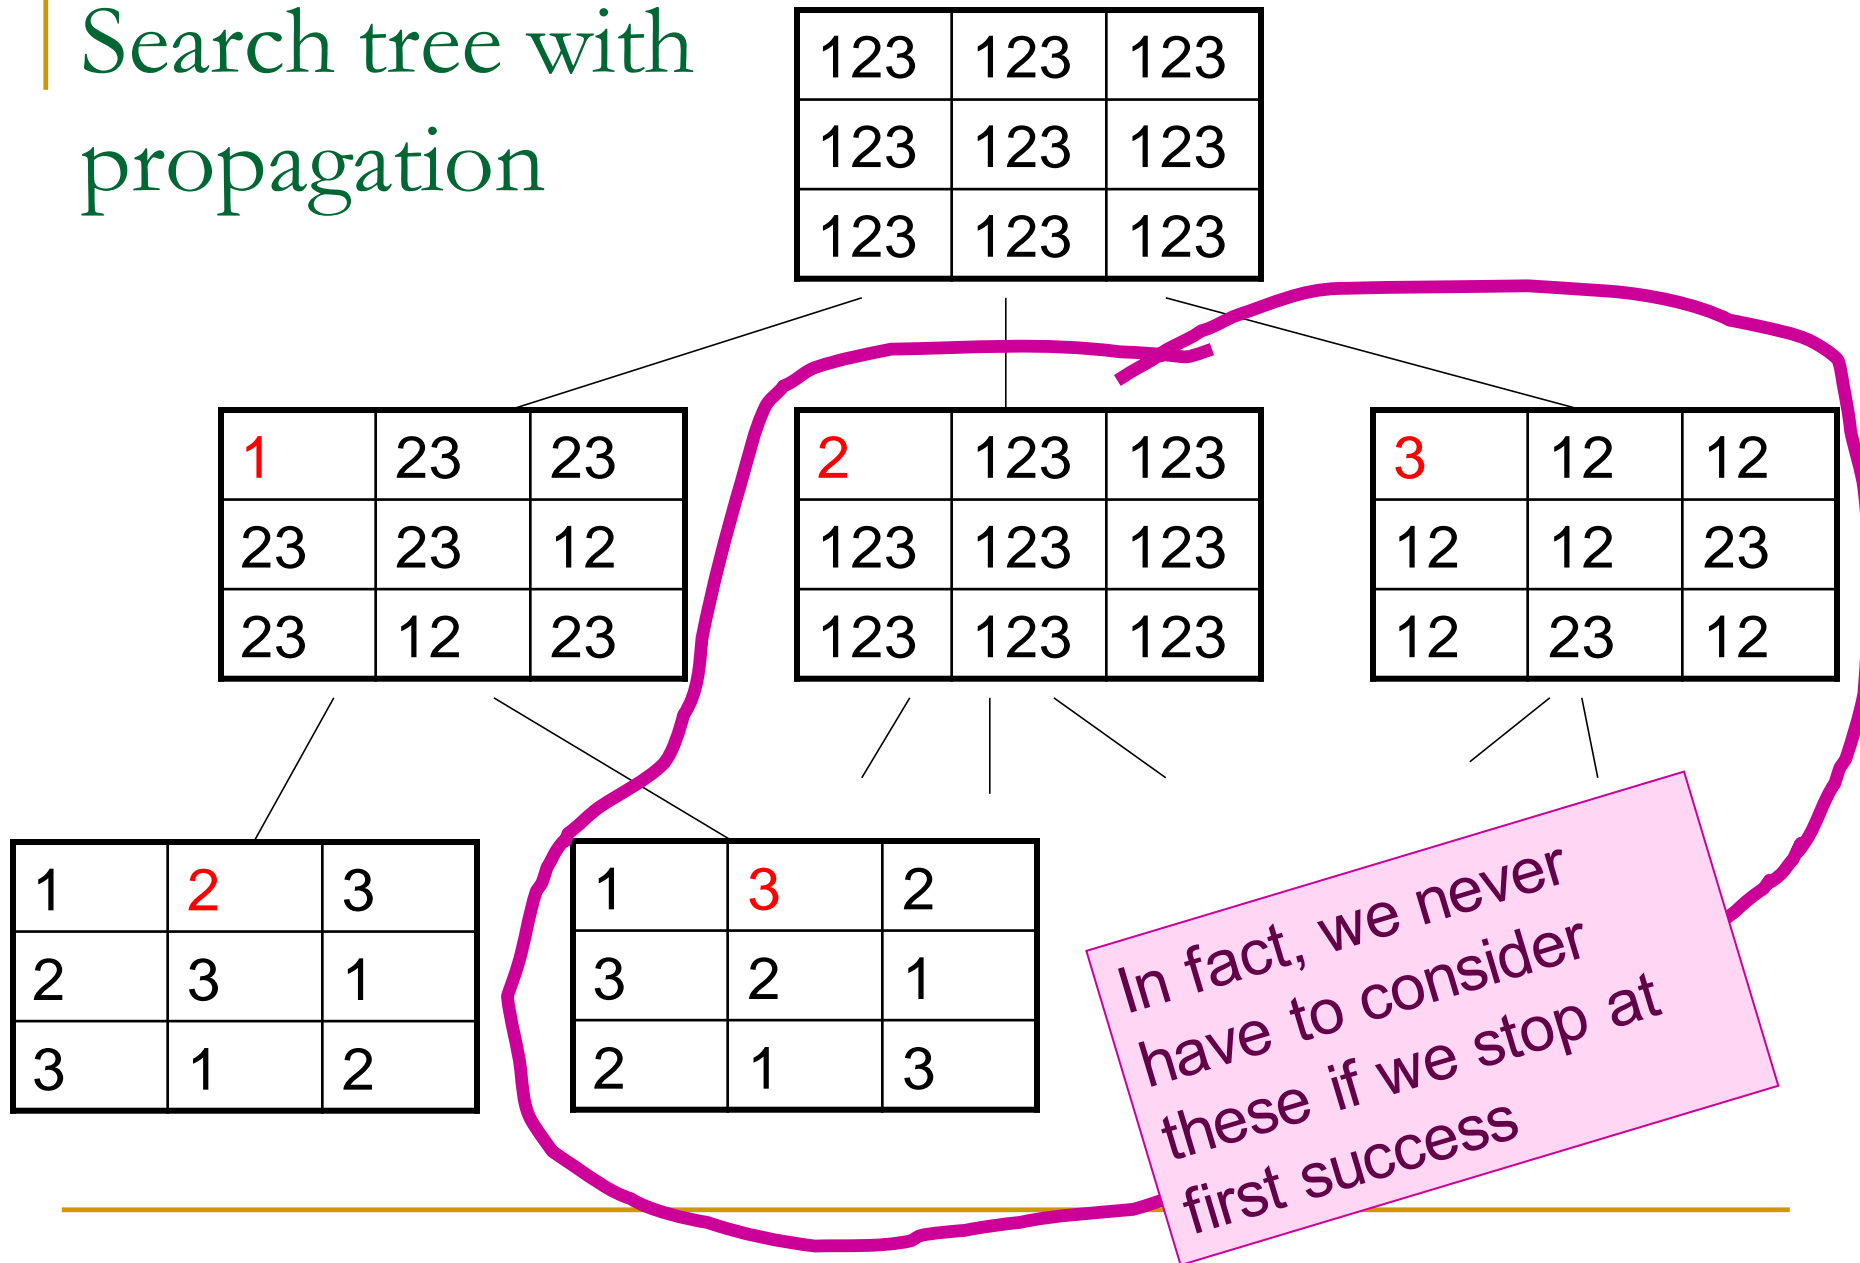 Search tree with
propagation
123 123 123
123 123 123
123 123 123
1 23 23
23 23 12
23 12 23
2 123 123
123 123 123
123 123 123
3 12 12
12 12 23
12 23 12
1 2 3
2 3 1
3 1 2
1 3 2
3 2 1
2 1 3
In fact, we never
have to consider
these if we stop at
first success